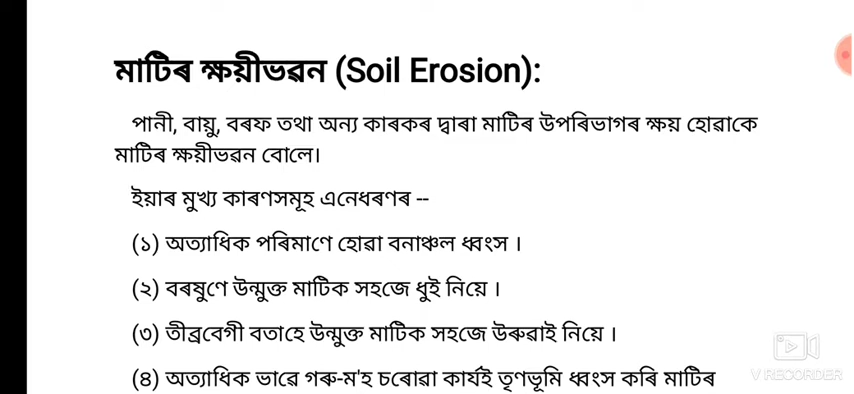 মাটিৰ ক্ষয়ীভৱন (Soil Erosion):
পানী, বায়ু, বৰফ তথা অন্য কাৰকৰ দ্বাৰা মাটিৰ উপৰিভাগৰ ক্ষয় হোৱাকে
মাটিৰ ক্ষয়ীভৱন বোলে।
ইয়াৰ মুখ্য কাৰণসমূহ এনেধৰণৰ --
(১) অত্যাধিক পৰিমাণে হোৱা বনাঞ্চল ধ্বংস ।
(২) বৰষুণে উন্মুক্ত মাটিক সহজে ধুই নিয়ে ।
(৩) তীব্ৰবেগী বতাহে উন্মুক্ত মাটিক সহজে উৰুৱাই নিয়ে ।
(৪) অত্যাধিক ভাৱে গৰু-ম'হ চৰোৱা কাৰ্যই তৃণভূমি ধ্বংস কৰি মাটিৰ
V RECORDER